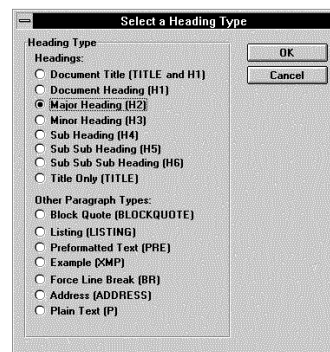 Select a Heading Type
Heading Type
Headings:
Document Title (TITLE and H1)
Document Heading (H1)
Major Heading (H2)
Minor Heading (H3)
Sub Heading (H4)
Sub Sub Heading (H5)
Sub Sub Sub Heading (H6)
Title Only (TITLE)
Other Paragraph Types:
Block Quote (BLOCKQUOTE)
Listing (LISTING)
Preformatted Text (PRE)
Example (XMP)
Force Line Break (BR)
Address (ADDRESS)
Plain Text (P)
OK
Cancel